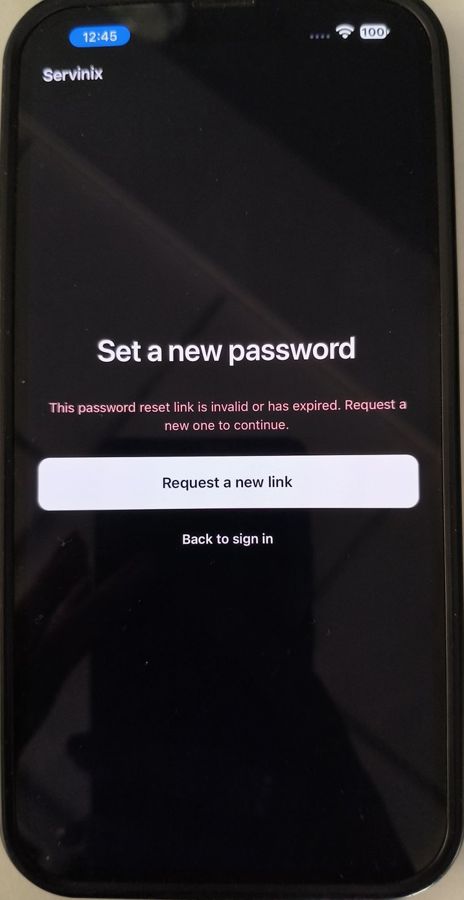 12:45
100
Servinix
Set a new password
This password reset link is invalid or has expired. Request a
new one to continue.
Request a new link
Back to sign in